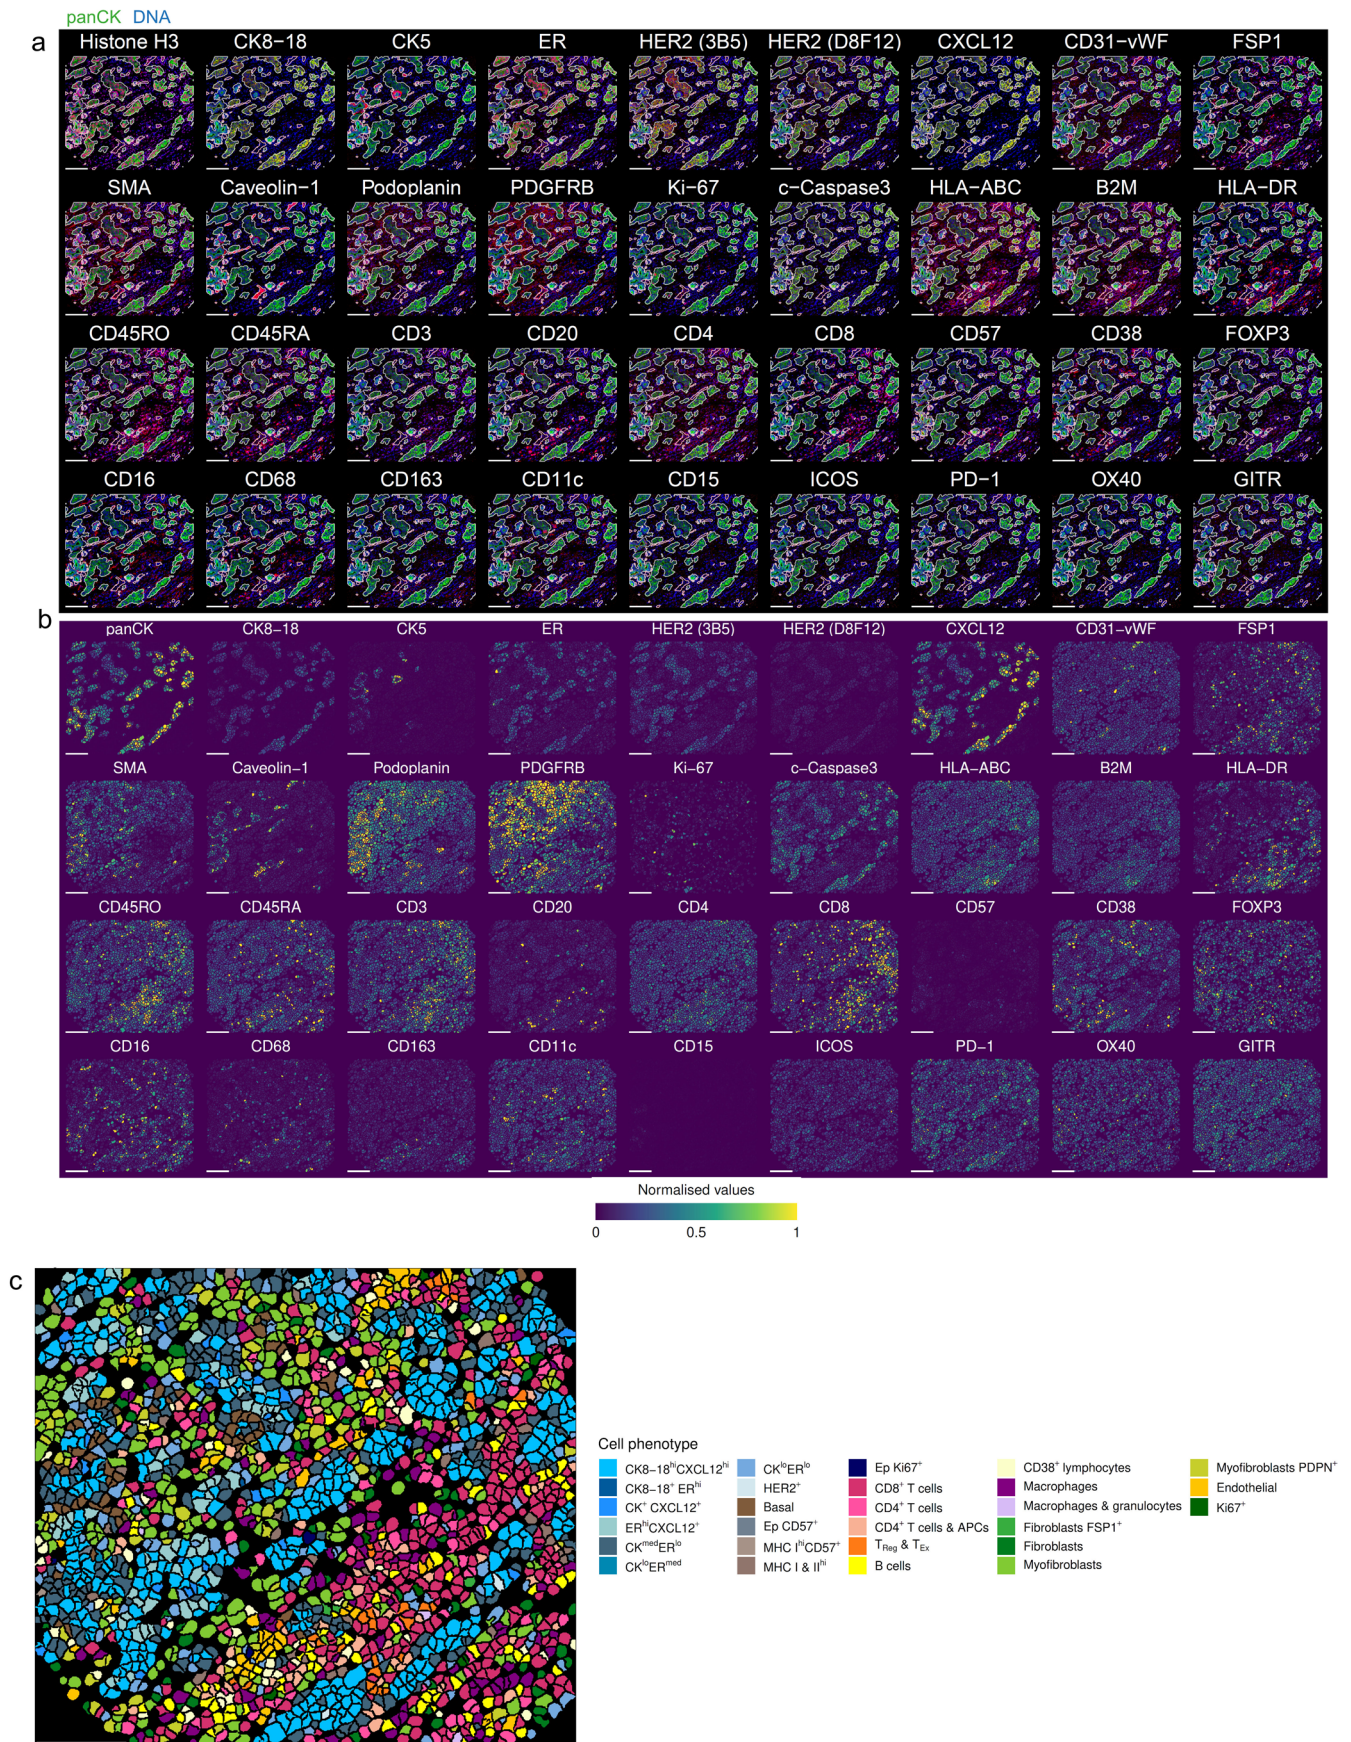 panCK DNA
a
Histone H3 CK8−18 CK5 ER HER2 (3B5) HER2 (D8F12) CXCL12 CD31−vWF FSP1
SMA Caveolin−1 Podoplanin PDGFRB Ki−67 c−Caspase3 HLA−ABC B2M HLA−DR
CD45RO CD45RA CD3 CD20 CD4 CD8 CD57 CD38 FOXP3
CD16 CD68 CD163 CD11c CD15 ICOS PD−1 OX40 GITR
b
panCK CK8−18 CK5 ER HER2 (3B5) HER2 (D8F12) CXCL12 CD31−vWF FSP1
SMA Caveolin−1 Podoplanin PDGFRB Ki−67 c−Caspase3 HLA−ABC B2M HLA−DR
CD45RO CD45RA CD3 CD20 CD4 CD8 CD57 CD38 FOXP3
CD16 CD68 CD163 CD11c CD15 ICOS PD−1 OX40 GITR
Normalised values
0 0.5 1
c
Cell phenotype
CK8−18ʰⁱCXCL12ʰⁱ CKˡᵒERˡᵒ Ep Ki67⁺ CD38⁺ lymphocytes Myofibroblasts PDPN⁺
CK8−18⁺ ERʰⁱ HER2⁺ CD8⁺ T cells Macrophages Endothelial
CK⁺ CXCL12⁺ Basal CD4⁺ T cells Macrophages & granulocytes Ki67⁺
ERʰⁱCXCL12⁺ Ep CD57⁺ CD4⁺ T cells & APCs Fibroblasts FSP1⁺
CKᵐᵉᵈERˡᵒ MHC IʰⁱCD57⁺ TReg & TEx Fibroblasts
CKˡᵒERᵐᵉᵈ MHC I & IIʰⁱ B cells Myofibroblasts